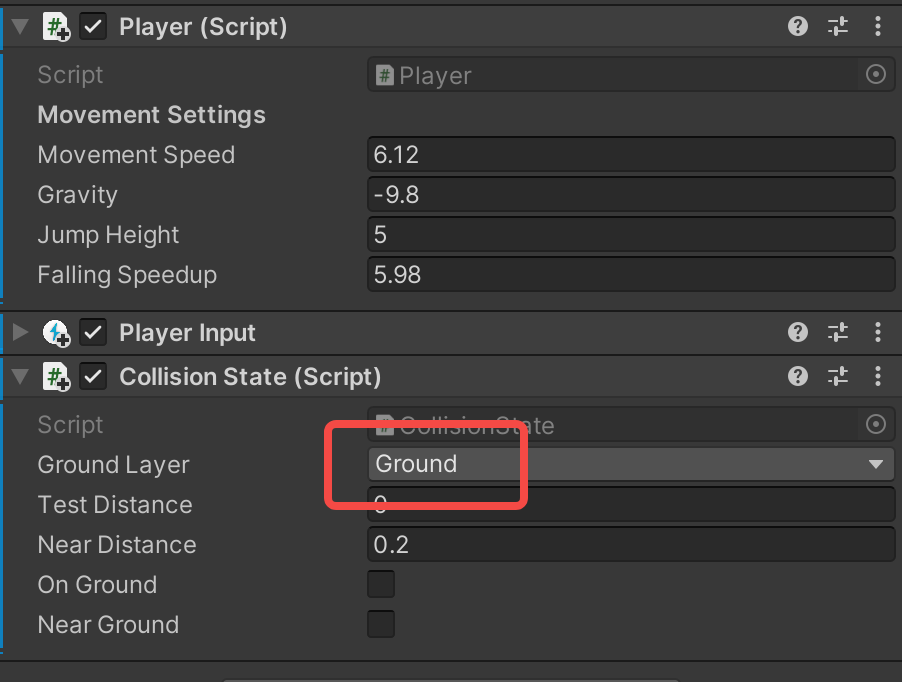 Player (Script)
Script
Player
Movement Settings
Movement Speed 6.12
Gravity -9.8
Jump Height 5
Falling Speedup 5.98
Player Input
Collision State (Script)
Script
CollisionState
Ground Layer Ground
Test Distance 0
Near Distance 0.2
On Ground
Near Ground